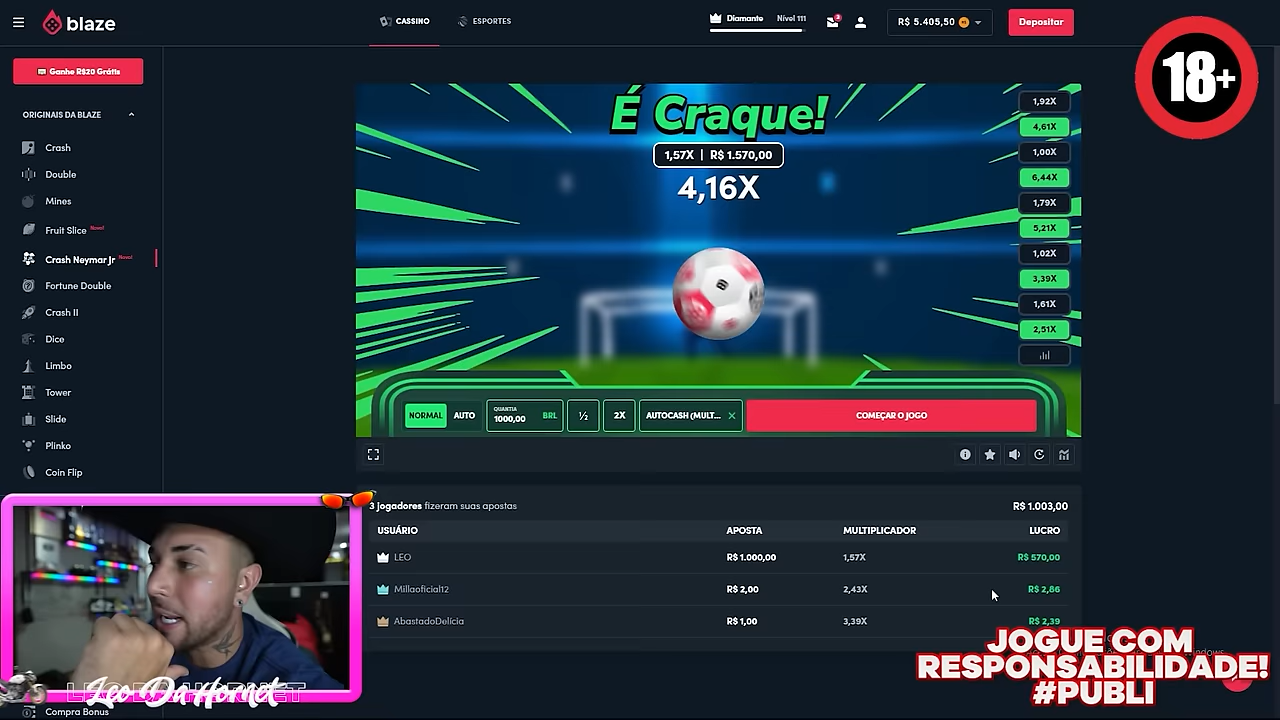 blaze
CASSINO
ESPORTES
Diamante Nível 111
R$ 5.405,50
Depositar
18+
Ganhe R$20 Grátis
ORIGINAIS DA BLAZE
Crash
Double
Mines
Fruit Slice Novo!
Crash Neymar Jr Novo!
Fortune Double
Crash II
Dice
Limbo
Tower
Slide
Plinko
Coin Flip
Compra Bonus
É Craque!
1,57X | R$ 1.570,00
4,16X
1,92X
4,61X
1,00X
6,44X
1,79X
5,21X
1,02X
3,39X
1,61X
2,51X
NORMAL AUTO
QUANTIA
1000,00 BRL
½
2X
AUTOCASH (MULT... ×
COMEÇAR O JOGO
3 jogadores fizeram suas apostas R$ 1.003,00
USUÁRIO APOSTA MULTIPLICADOR LUCRO
LEO R$ 1.000,00 1,57X R$ 570,00
Millaoficial12 R$ 2,00 2,43X R$ 2,86
AbastadoDelícia R$ 1,00 3,39X R$ 2,39
JOGUE COM
RESPONSABILIDADE!
#PUBLI
Leo Da Hornet